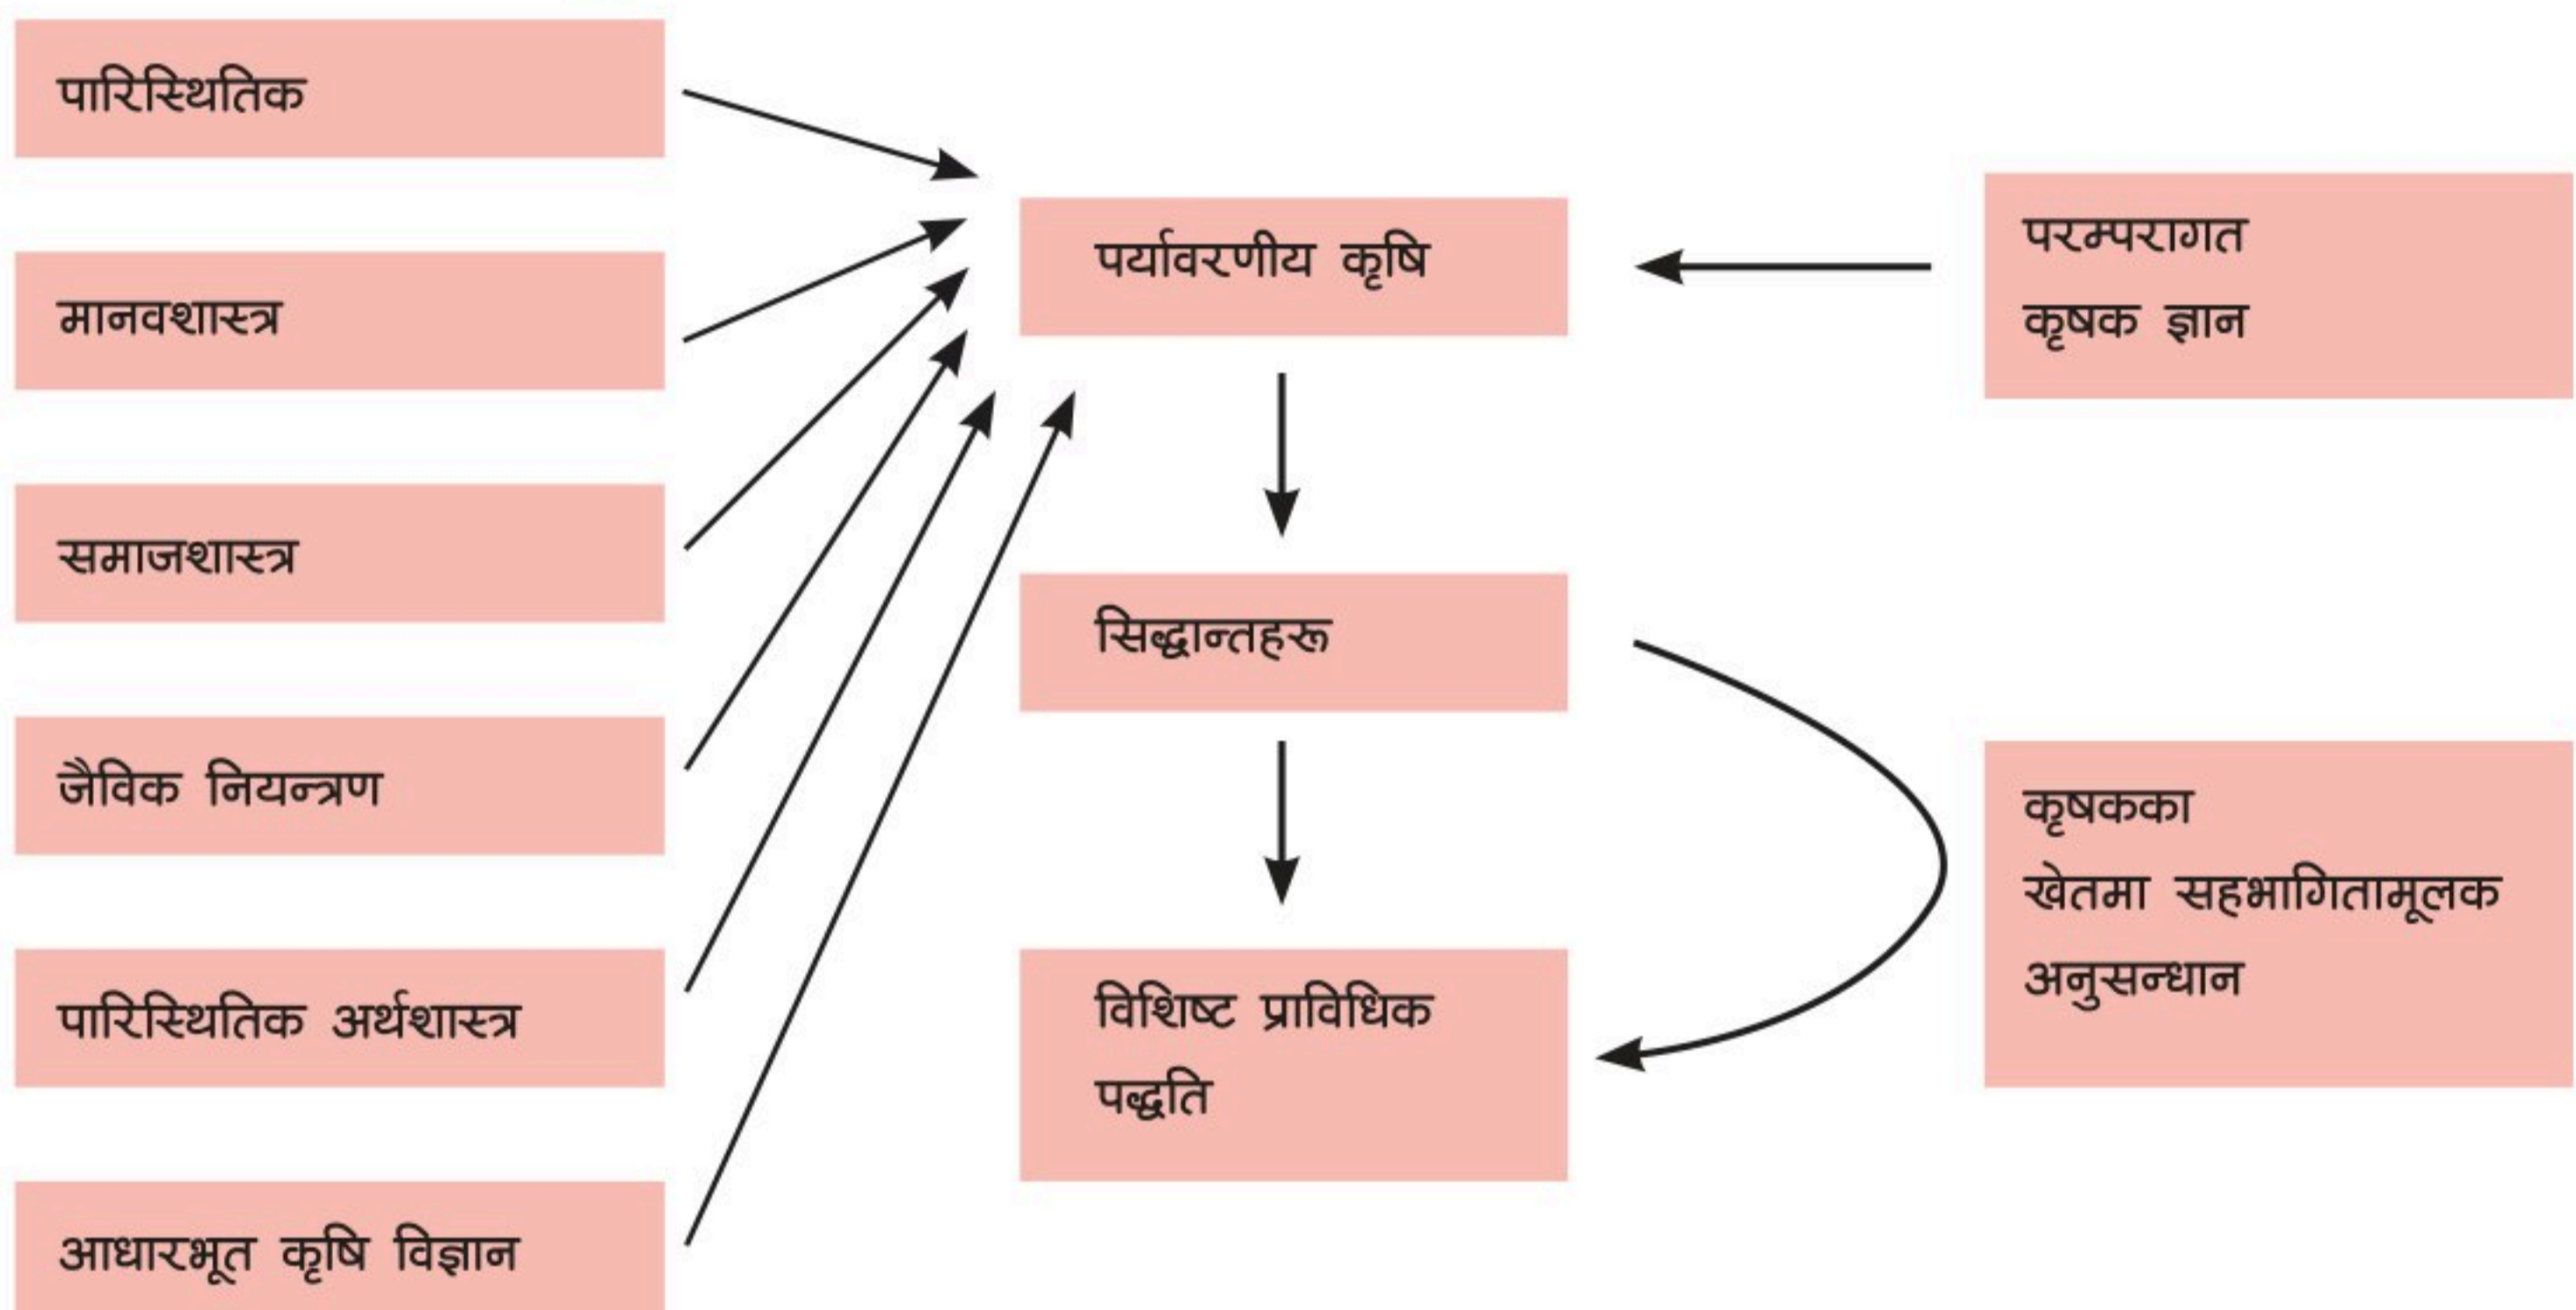 पारिस्थितिक
मानवशास्त्र
समाजशास्त्र
जैविक नियन्त्रण
पारिस्थितिक अर्थशास्त्र
आधारभूत कृषि विज्ञान
पर्यावरणीय कृषि
सिद्धान्तहरू
विशिष्ट प्राविधिक
पद्धति
परम्परागत
कृषक ज्ञान
कृषकका
खेतमा सहभागितामूलक
अनुसन्धान